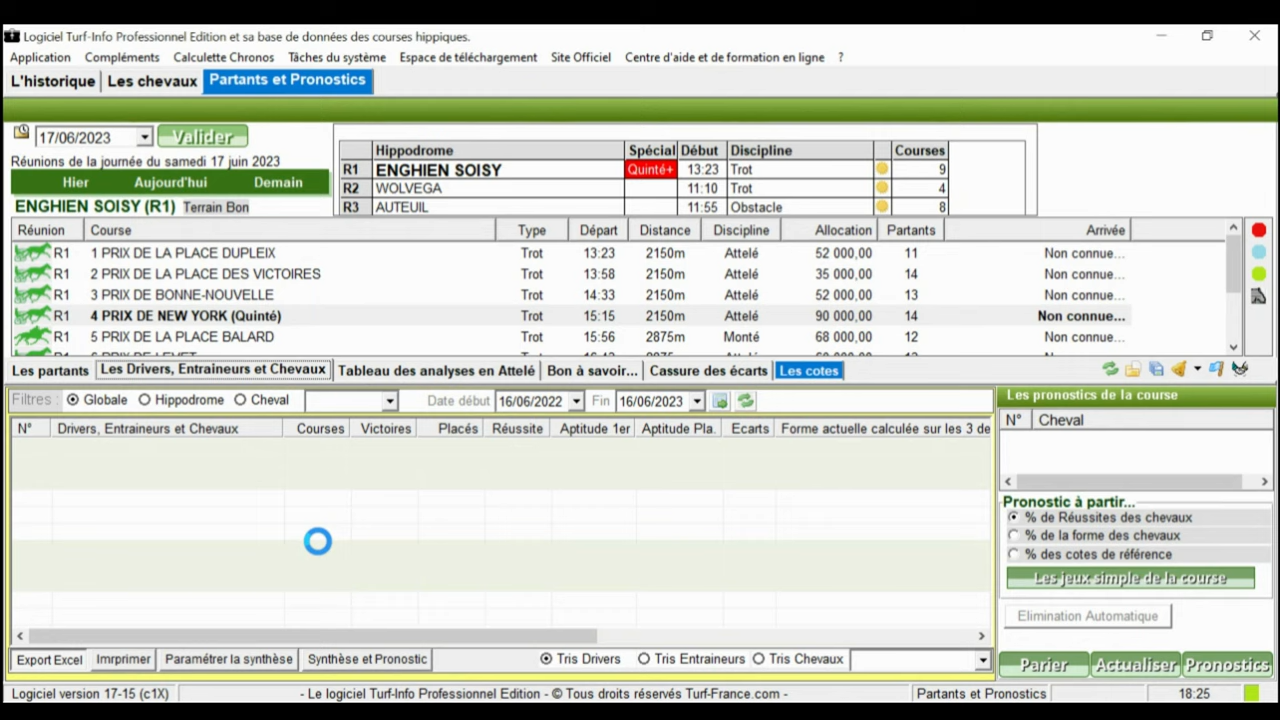 Logiciel Turf-Info Professionnel Edition et sa base de données des courses hippiques.
Application Compléments Calculette Chronos Tâches du système Espace de téléchargement Site Officiel Centre d'aide et de formation en ligne ?
L'historique Les chevaux Partants et Pronostics
17/06/2023 Valider
Réunions de la journée du samedi 17 juin 2023
Hier Aujourd'hui Demain
ENGHIEN SOISY (R1) Terrain Bon
Hippodrome Spécial Début Discipline Courses
R1 ENGHIEN SOISY Quinté+ 13:23 Trot 9
R2 WOLVEGA 11:10 Trot 4
R3 AUTEUIL 11:55 Obstacle 8
Réunion Course Type Départ Distance Discipline Allocation Partants Arrivée
R1 1 PRIX DE LA PLACE DUPLEIX Trot 13:23 2150m Attelé 52 000,00 11 Non connue...
R1 2 PRIX DE LA PLACE DES VICTOIRES Trot 13:58 2150m Attelé 35 000,00 14 Non connue...
R1 3 PRIX DE BONNE-NOUVELLE Trot 14:33 2150m Attelé 52 000,00 13 Non connue...
R1 4 PRIX DE NEW YORK (Quinté) Trot 15:15 2150m Attelé 90 000,00 14 Non connue...
R1 5 PRIX DE LA PLACE BALARD Trot 15:56 2875m Monté 68 000,00 12 Non connue...
Les partants Les Drivers, Entraineurs et Chevaux Tableau des analyses en Attelé Bon à savoir... Cassure des écarts Les cotes
Filtres : Globale Hippodrome Cheval Date début 16/06/2022 Fin 16/06/2023
N° Drivers, Entraineurs et Chevaux Courses Victoires Placés Réussite Aptitude 1er Aptitude Pla. Ecarts Forme actuelle calculée sur les 3 de
Les pronostics de la course
N° Cheval
Pronostic à partir...
% de Réussites des chevaux
% de la forme des chevaux
% des cotes de référence
Les jeux simple de la course
Elimination Automatique
Export Excel Imrprimer Paramétrer la synthèse Synthèse et Pronostic Tris Drivers Tris Entraineurs Tris Chevaux
Parier Actualiser Pronostics
Logiciel version 17-15 (c1X) - Le logiciel Turf-Info Professionnel Edition - © Tous droits réservés Turf-France.com - Partants et Pronostics 18:25